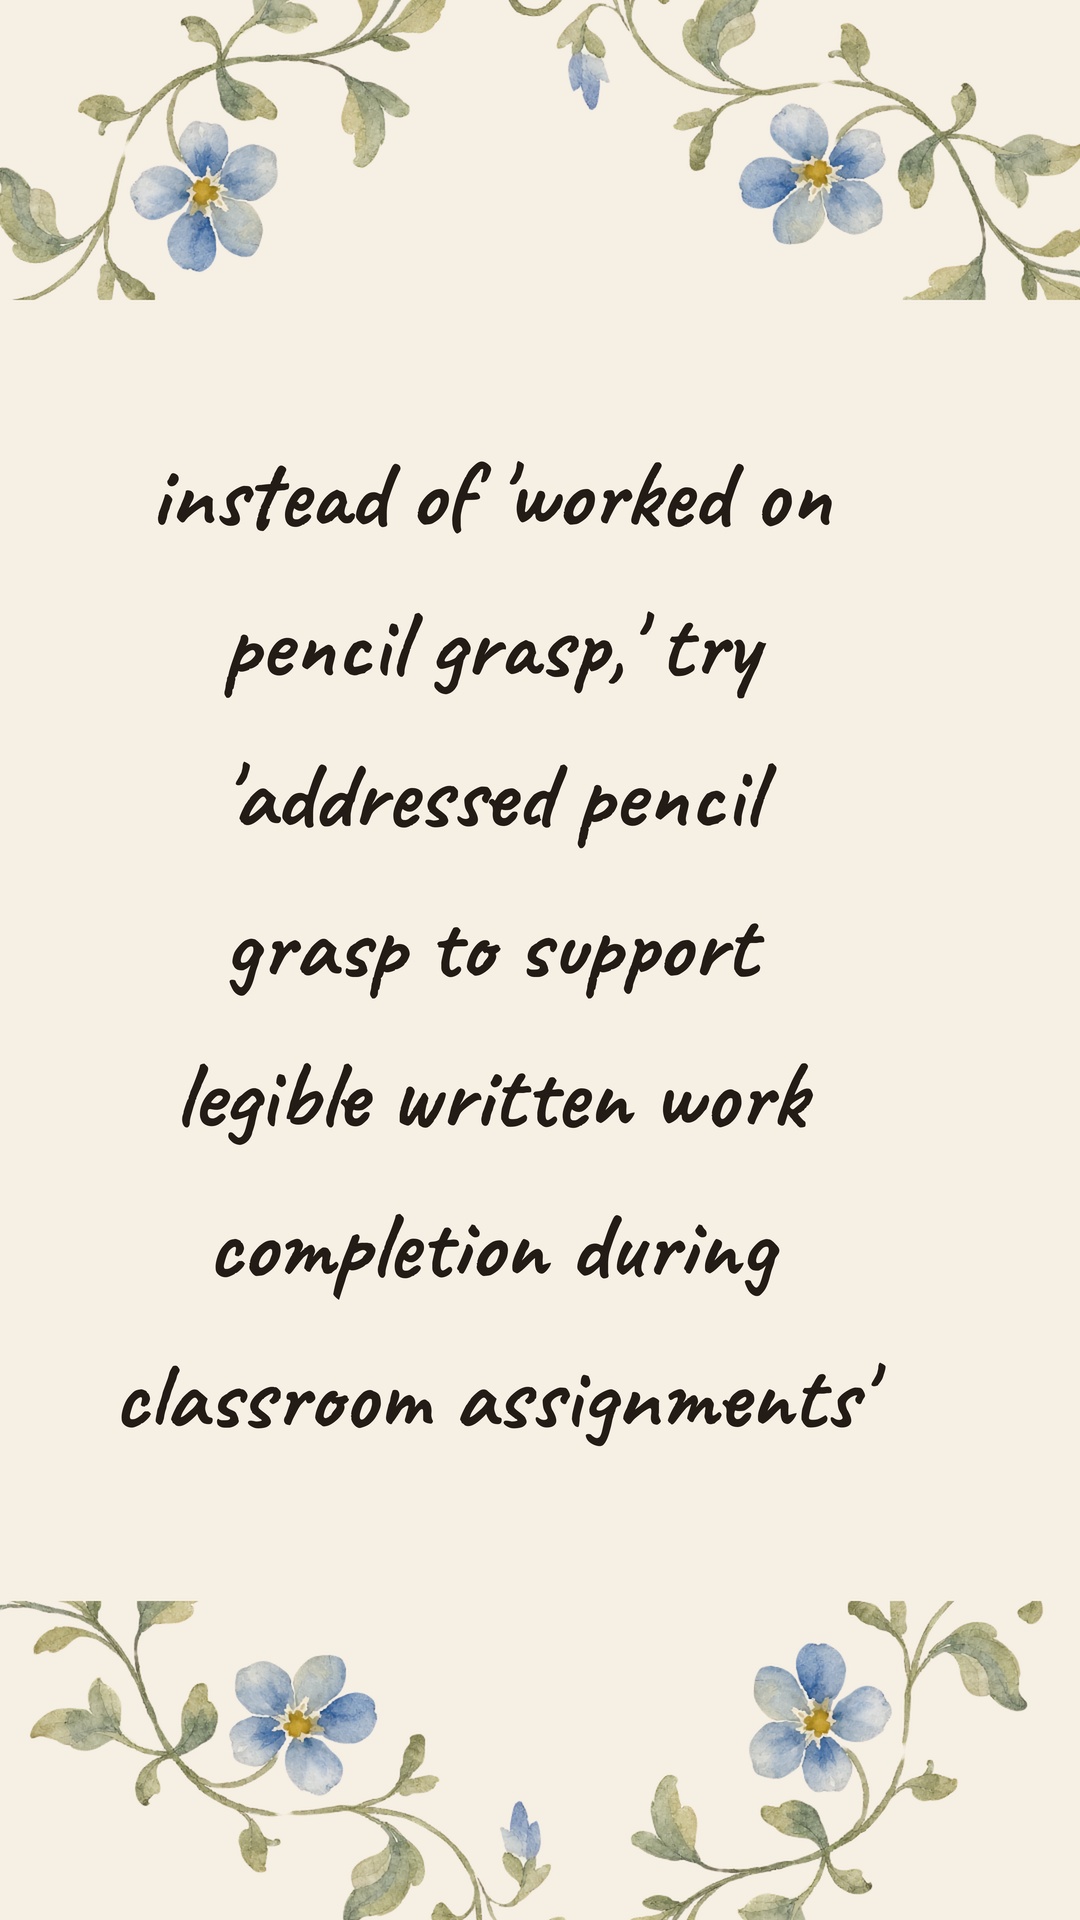 instead of 'worked on
pencil grasp,' try
'addressed pencil
grasp to support
legible written work
completion during
classroom assignments'